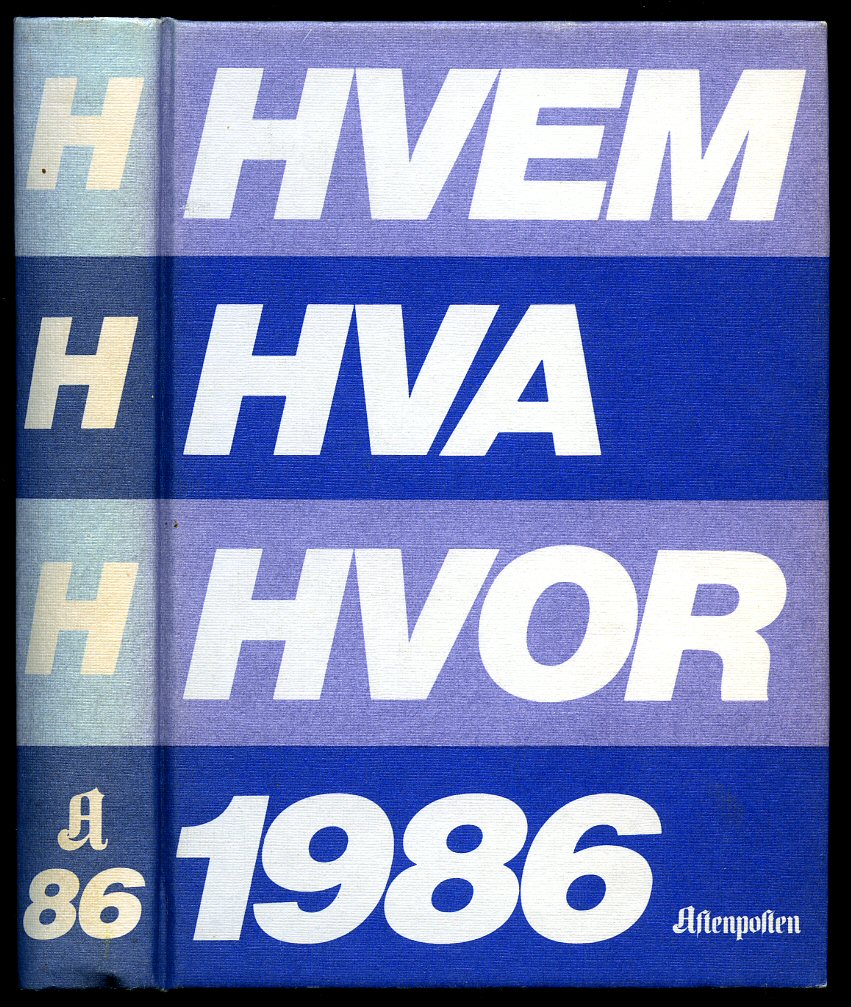 H
H
H
A
86
HVEM
HVA
HVOR
1986
Aftenposten